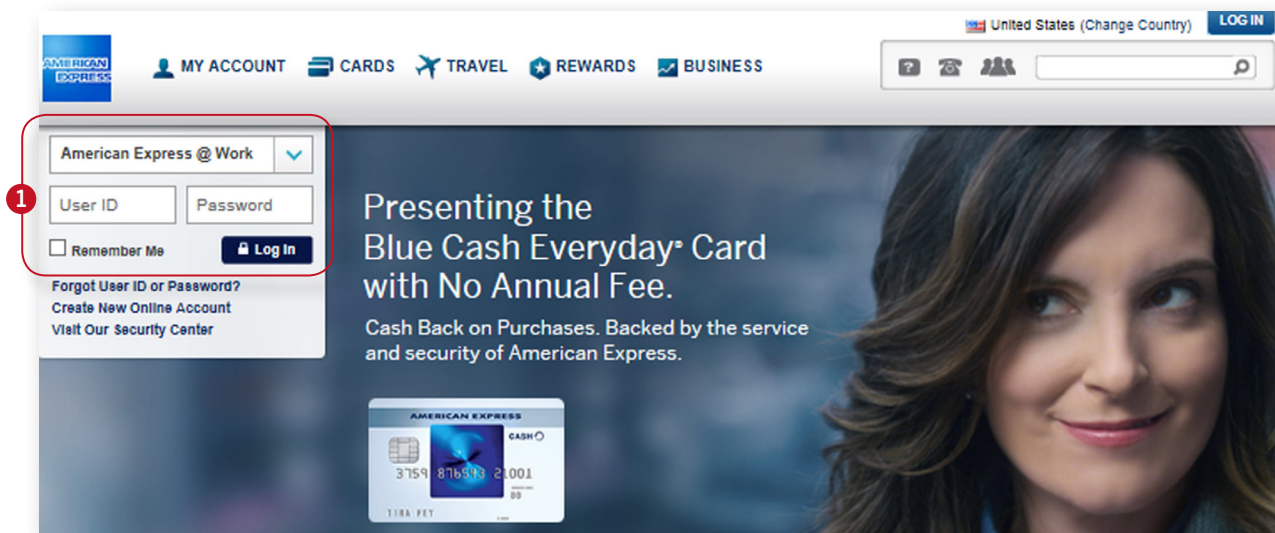 United States (Change Country) LOG IN
AMERICAN EXPRESS
MY ACCOUNT CARDS TRAVEL REWARDS BUSINESS
?
1
American Express @ Work
User ID Password
Remember Me Log In
Forgot User ID or Password?
Create New Online Account
Visit Our Security Center
Presenting the
Blue Cash Everyday® Card
with No Annual Fee.
Cash Back on Purchases. Backed by the service
and security of American Express.
AMERICAN EXPRESS
CASH
3759 876543 21001
88
TINA FEY